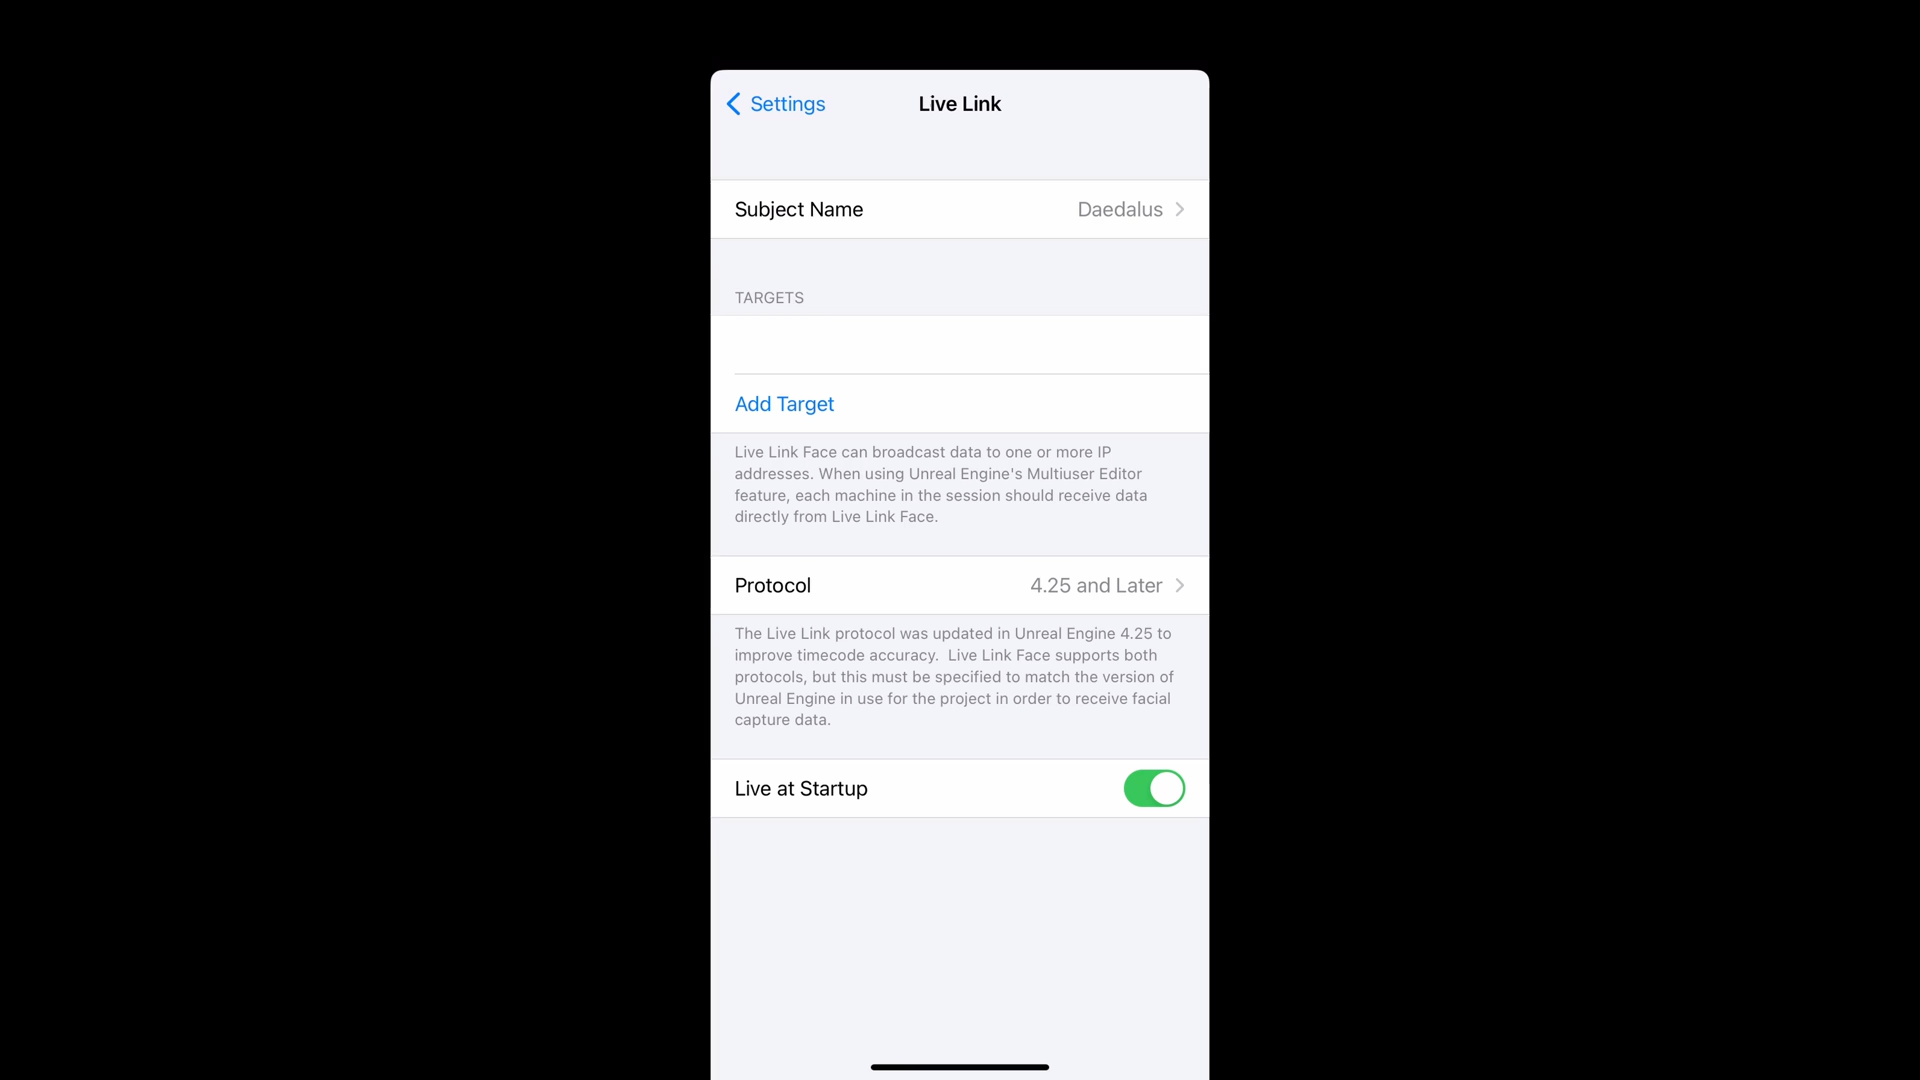 Settings
Live Link
Subject Name
Daedalus
TARGETS
Add Target
Live Link Face can broadcast data to one or more IP
addresses. When using Unreal Engine's Multiuser Editor
feature, each machine in the session should receive data
directly from Live Link Face.
Protocol
4.25 and Later
The Live Link protocol was updated in Unreal Engine 4.25 to
improve timecode accuracy.  Live Link Face supports both
protocols, but this must be specified to match the version of
Unreal Engine in use for the project in order to receive facial
capture data.
Live at Startup